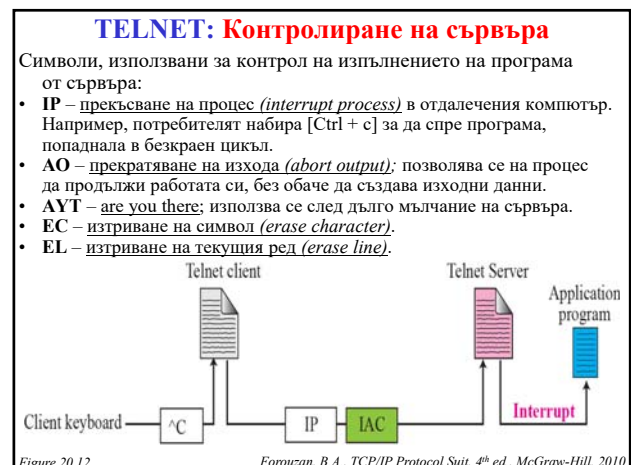 TELNET: Контролиране на сървъра
Символи, използвани за контрол на изпълнението на програма
от сървъра:
• IP – прекъсване на процес (interrupt process) в отдалечения компютър.
Например, потребителят набира [Ctrl + c] за да спре програма,
попаднала в безкраен цикъл.
• AO – прекратяване на изхода (abort output); позволява се на процес
да продължи работата си, без обаче да създава изходни данни.
• AYT – are you there; използва се след дълго мълчание на сървъра.
• EC – изтриване на символ (erase character).
• EL – изтриване на текущия ред (erase line).
Telnet client
Telnet Server
Application
program
Client keyboard
^C
IP
IAC
Interrupt
Figure 20.12
Forouzan, B.A., TCP/IP Protocol Suit, 4th ed., McGraw-Hill, 2010